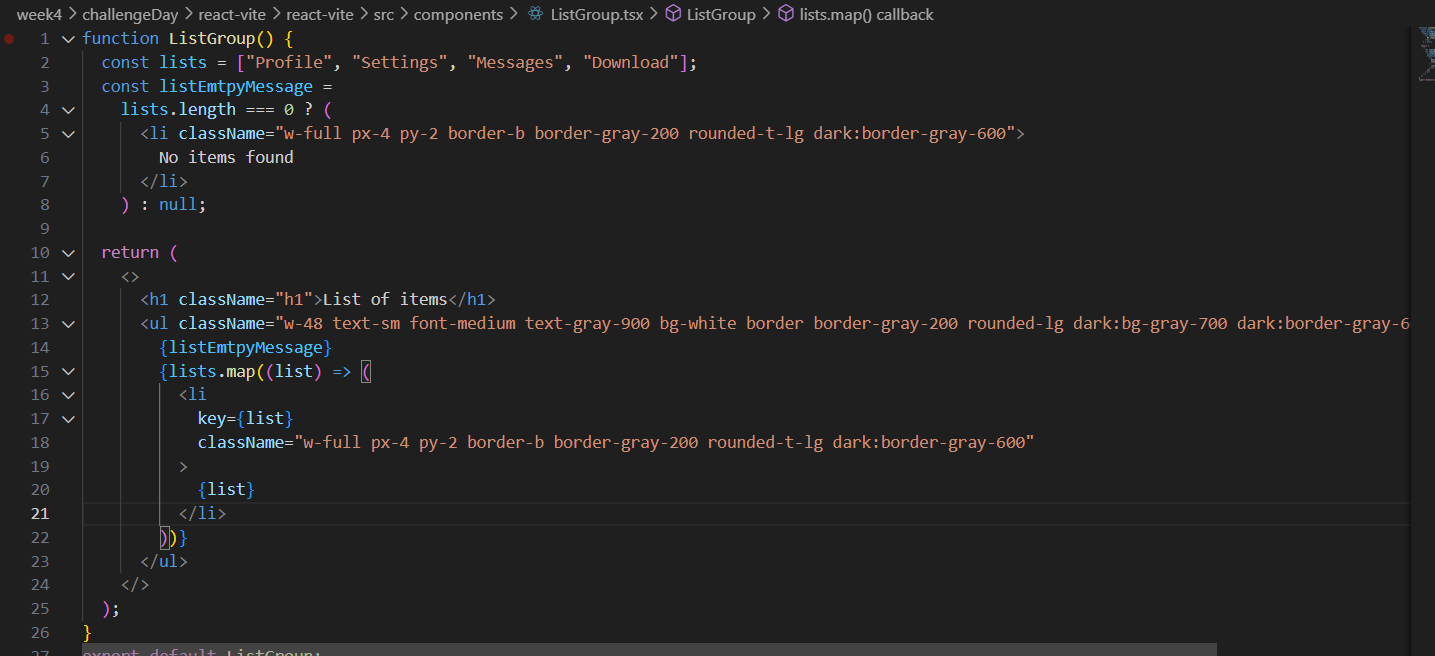 week4 > challengeDay > react-vite > react-vite > src > components > ListGroup.tsx > ListGroup > lists.map() callback
1 function ListGroup() {
2 const lists = ["Profile", "Settings", "Messages", "Download"];
3 const listEmtpyMessage =
4 lists.length === 0 ? (
5 <li className="w-full px-4 py-2 border-b border-gray-200 rounded-t-lg dark:border-gray-600">
6 No items found
7 </li>
8 ) : null;
9
10 return (
11 <>
12 <h1 className="h1">List of items</h1>
13 <ul className="w-48 text-sm font-medium text-gray-900 bg-white border border-gray-200 rounded-lg dark:bg-gray-700 dark:border-gray-6
14 {listEmtpyMessage}
15 {lists.map((list) => (
16 <li
17 key={list}
18 className="w-full px-4 py-2 border-b border-gray-200 rounded-t-lg dark:border-gray-600"
19 >
20 {list}
21 </li>
22 ))}
23 </ul>
24 </>
25 );
26 }
27 export default ListGroup;